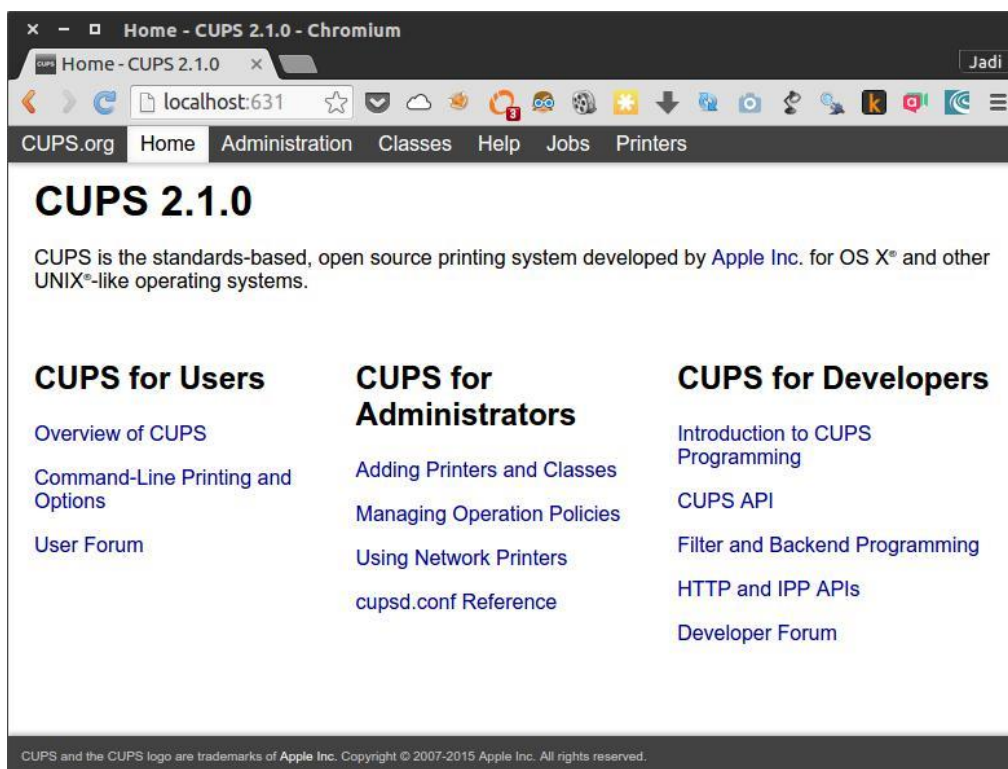 Home - CUPS 2.1.0 - Chromium
CUPS Home - CUPS 2.1.0
Jadi
localhost:631
3
k
CUPS.org Home Administration Classes Help Jobs Printers
CUPS 2.1.0
CUPS is the standards-based, open source printing system developed by Apple Inc. for OS X® and other
UNIX®-like operating systems.
CUPS for Users
Overview of CUPS
Command-Line Printing and
Options
User Forum
CUPS for
Administrators
Adding Printers and Classes
Managing Operation Policies
Using Network Printers
cupsd.conf Reference
CUPS for Developers
Introduction to CUPS
Programming
CUPS API
Filter and Backend Programming
HTTP and IPP APIs
Developer Forum
CUPS and the CUPS logo are trademarks of Apple Inc. Copyright © 2007-2015 Apple Inc. All rights reserved.